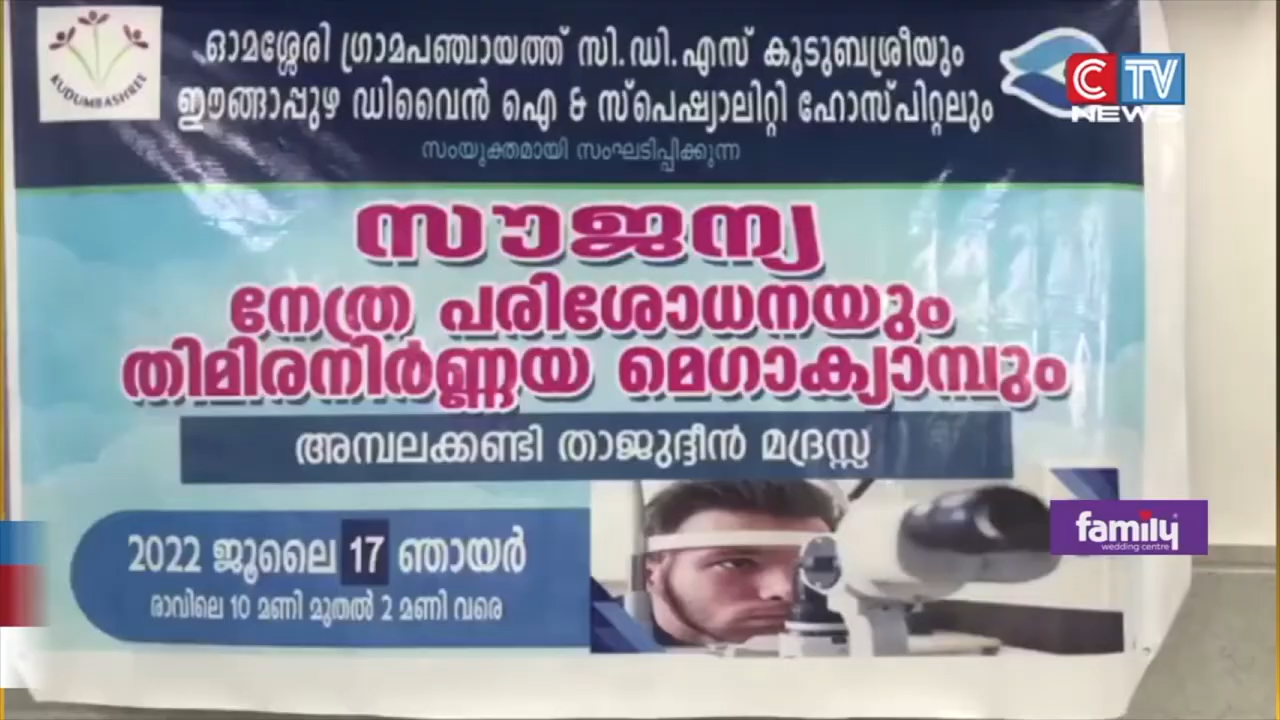 KUDUMBASHREE
ഓമശ്ശേരി ഗ്രാമപഞ്ചായത്ത് സി.ഡി.എസ് കുടുബശ്രീയും
ഈങ്ങാപ്പുഴ ഡിവൈൻ ഐ & സ്പെഷ്യാലിറ്റി ഹോസ്പിറ്റലും
C TV
NEWS
സംയുക്തമായി സംഘടിപ്പിക്കുന്ന
സൗജന്യ
നേത്ര പരിശോധനയും
തിമിരനിർണ്ണയ മെഗാക്യാമ്പും
അമ്പലക്കണ്ടി താജുദ്ദീൻ മദ്രസ്സ
2022 ജൂലൈ 17 ഞായർ
രാവിലെ 10 മണി മുതൽ 2 മണി വരെ
family
wedding centre